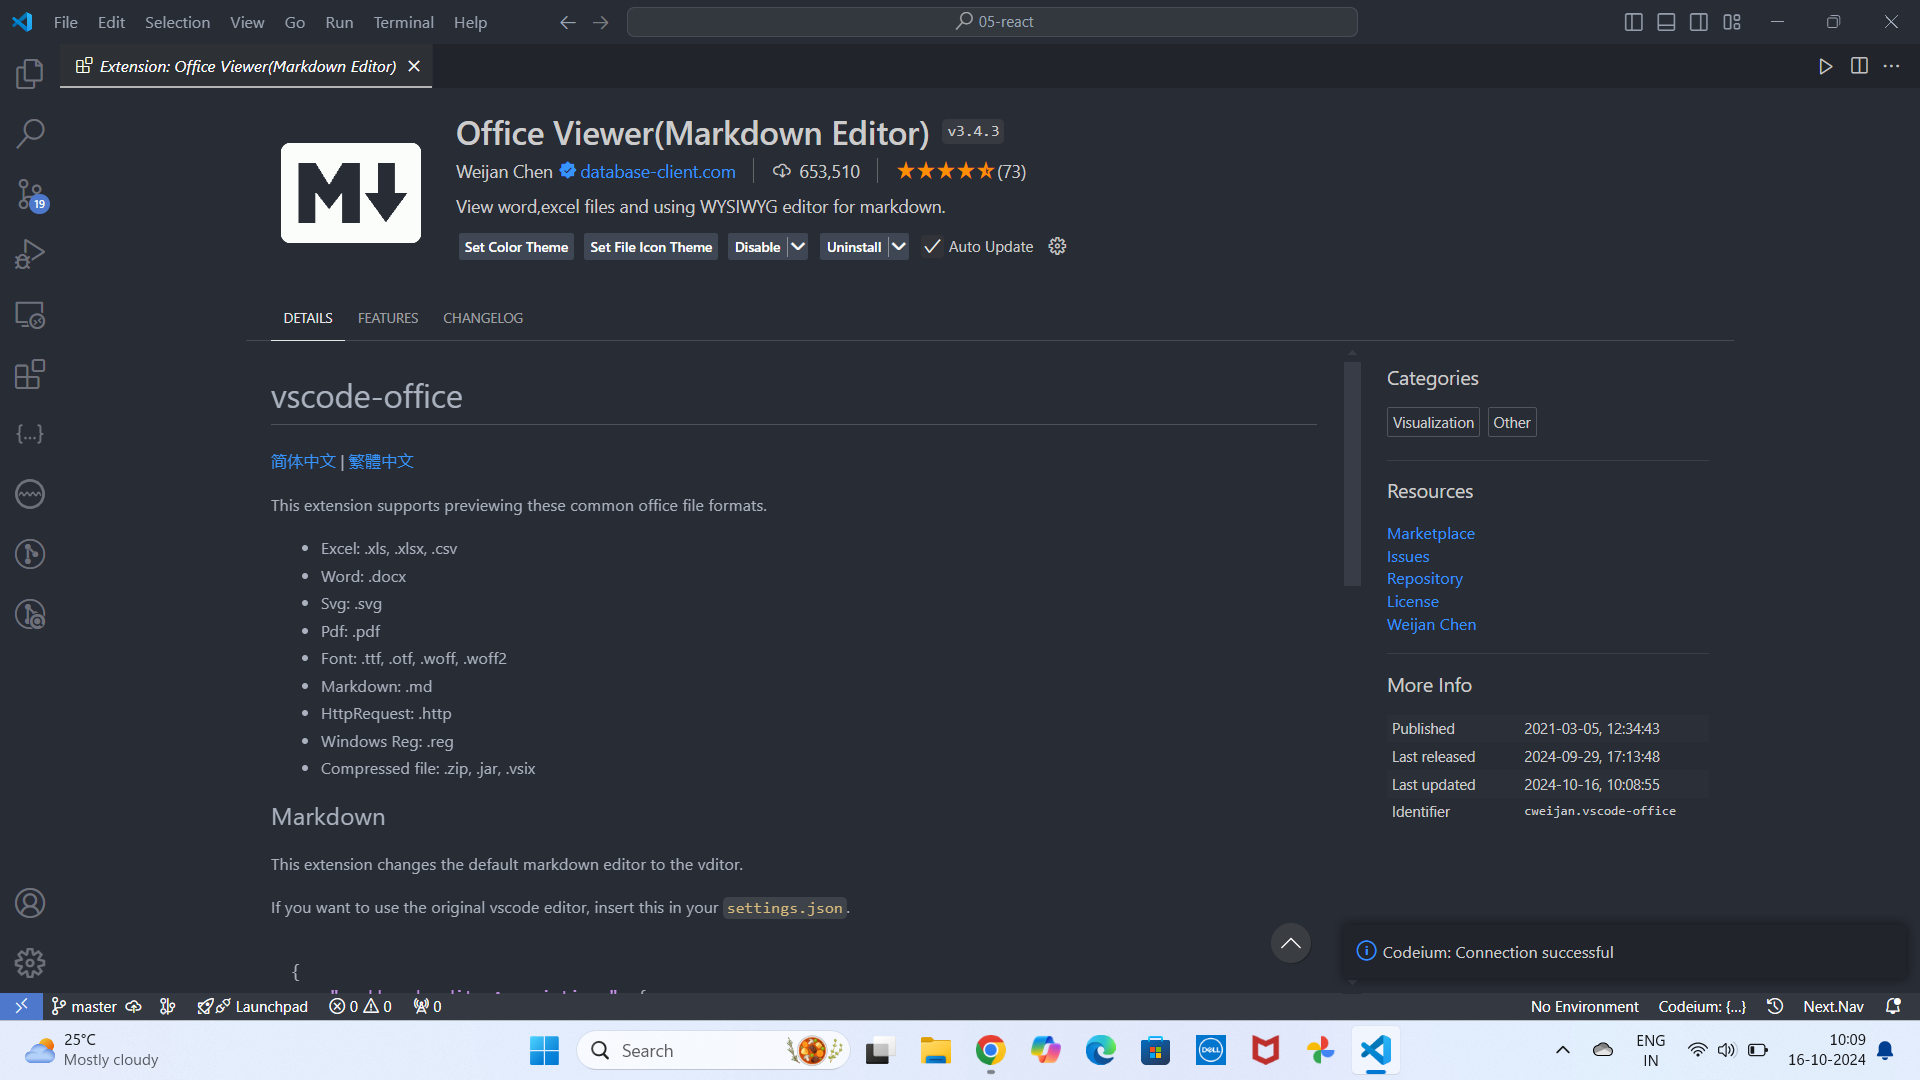 File Edit Selection View Go Run Terminal Help
05-react
Extension: Office Viewer(Markdown Editor)
Office Viewer(Markdown Editor) v3.4.3
Weijan Chen database-client.com 653,510 (73)
View word,excel files and using WYSIWYG editor for markdown.
Set Color Theme Set File Icon Theme Disable Uninstall Auto Update
19
DETAILS FEATURES CHANGELOG
vscode-office
简体中文 | 繁體中文
This extension supports previewing these common office file formats.
• Excel: .xls, .xlsx, .csv
• Word: .docx
• Svg: .svg
• Pdf: .pdf
• Font: .ttf, .otf, .woff, .woff2
• Markdown: .md
• HttpRequest: .http
• Windows Reg: .reg
• Compressed file: .zip, .jar, .vsix
Markdown
This extension changes the default markdown editor to the vditor.
If you want to use the original vscode editor, insert this in your settings.json.
{
Categories
Visualization Other
Resources
Marketplace
Issues
Repository
License
Weijan Chen
More Info
Published 2021-03-05, 12:34:43
Last released 2024-09-29, 17:13:48
Last updated 2024-10-16, 10:08:55
Identifier cweijan.vscode-office
Codeium: Connection successful
master Launchpad 0 0 0
No Environment Codeium: {...} Next.Nav
25°C
Mostly cloudy
Search
DELL
ENG
IN
10:09
16-10-2024